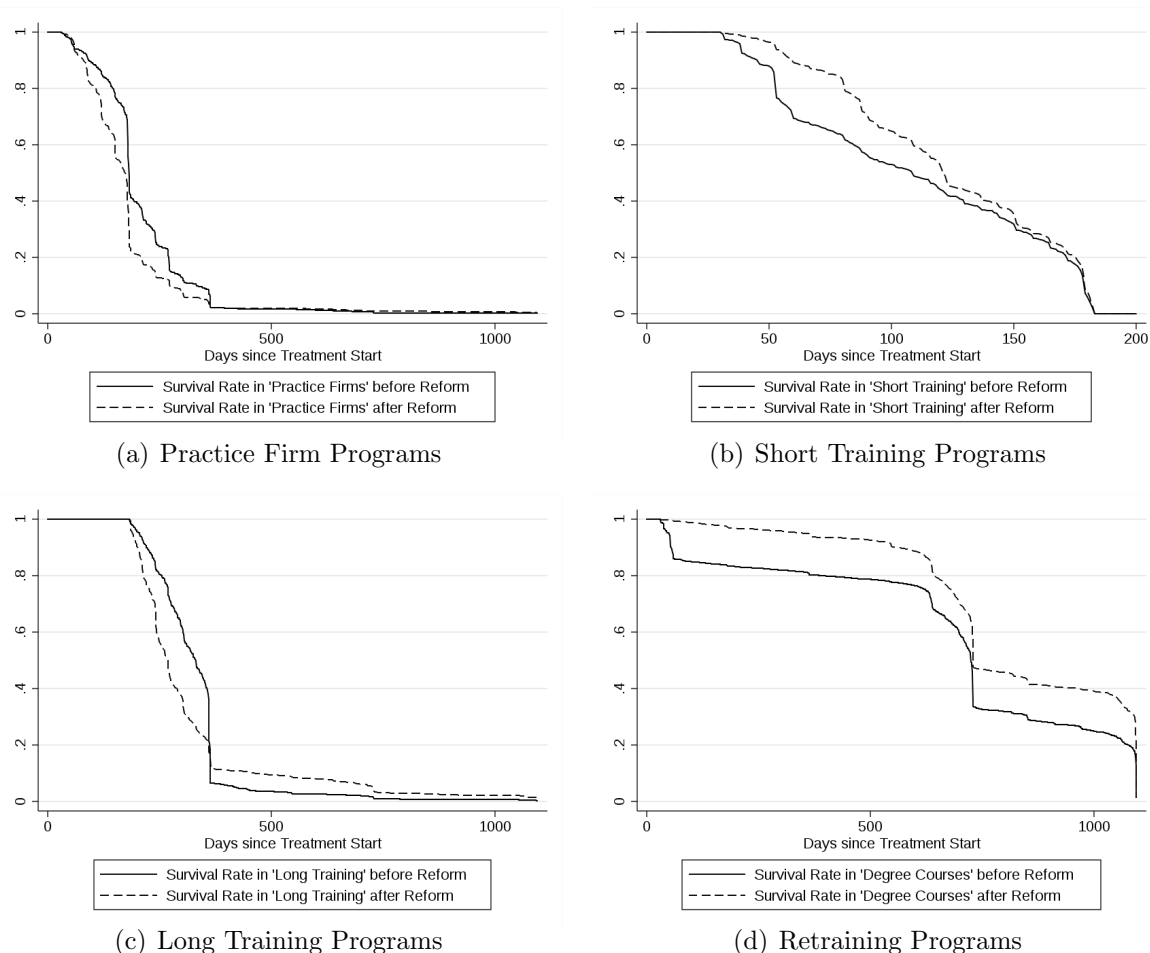 1
.8
.6
.4
.2
0
0 500 1000
Days since Treatment Start
Survival Rate in 'Practice Firms' before Reform
Survival Rate in 'Practice Firms' after Reform
(a) Practice Firm Programs
1
.8
.6
.4
.2
0
0 50 100 150 200
Days since Treatment Start
Survival Rate in 'Short Training' before Reform
Survival Rate in 'Short Training' after Reform
(b) Short Training Programs
1
.8
.6
.4
.2
0
0 500 1000
Days since Treatment Start
Survival Rate in 'Long Training' before Reform
Survival Rate in 'Long Training' after Reform
(c) Long Training Programs
1
.8
.6
.4
.2
0
0 500 1000
Days since Treatment Start
Survival Rate in 'Degree Courses' before Reform
Survival Rate in 'Degree Courses' after Reform
(d) Retraining Programs